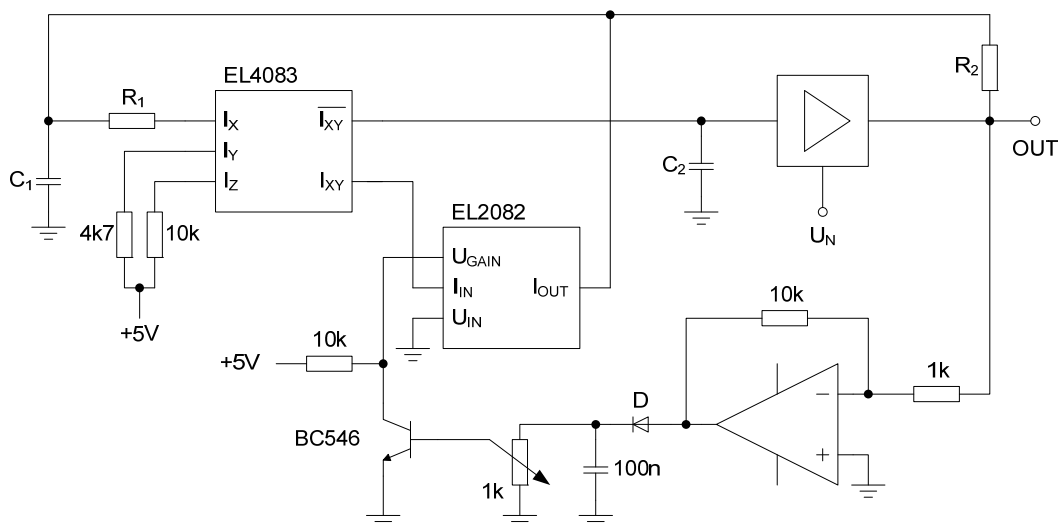 EL4083
R1
IX
IXY
IY
IZ
IXY
C1
4k7
10k
+5V
R2
OUT
C2
UN
EL2082
UGAIN
IIN
IOUT
UIN
10k
+5V
BC546
1k
100n
D
10k
1k
−
+